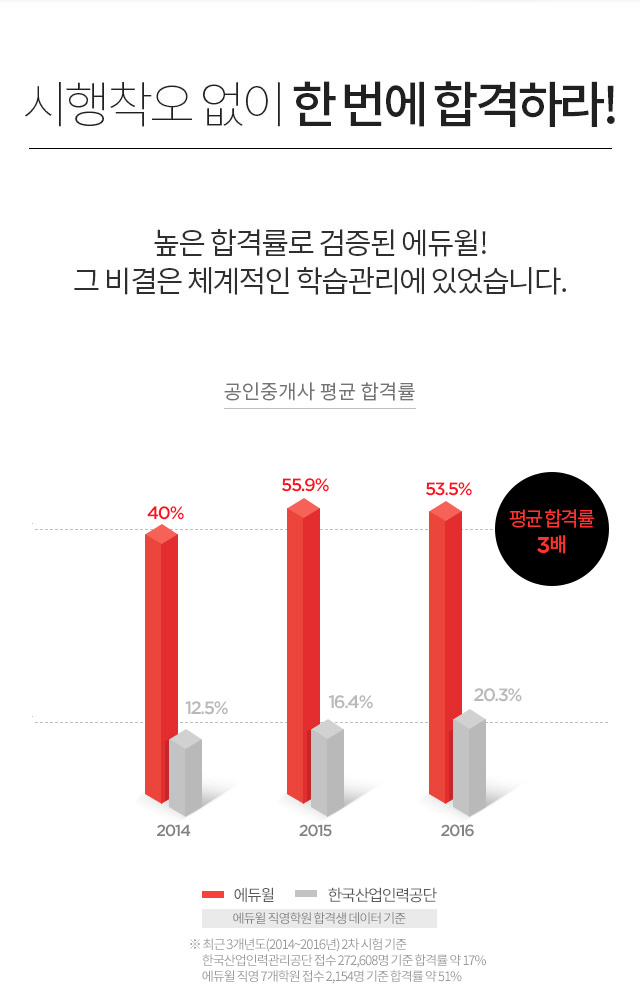 시행착오 없이 한 번에 합격하라!
높은 합격률로 검증된 에듀윌!
그 비결은 체계적인 학습관리에 있었습니다.
공인중개사 평균 합격률
40%
55.9%
53.5%
평균 합격률
3배
12.5%
16.4%
20.3%
2014
2015
2016
에듀윌
한국산업인력공단
에듀윌 직영학원 합격생 데이터 기준
※ 최근 3개년도(2014~2016년) 2차 시험 기준
한국산업인력관리공단 접수 272,608명 기준 합격률 약 17%
에듀윌 직영 7개학원 접수 2,154명 기준 합격률 약 51%